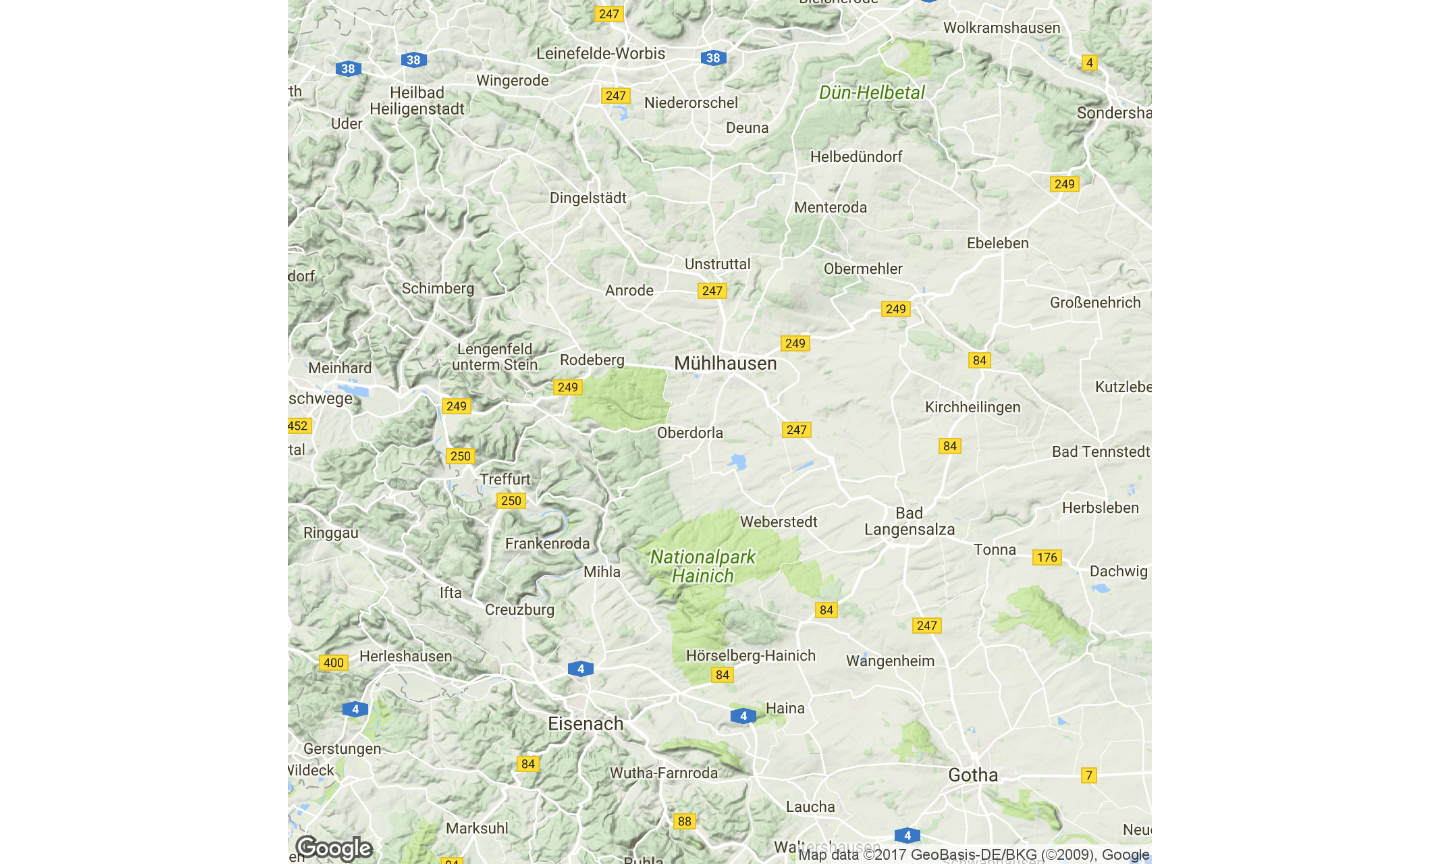 Bleicherode
247
Wolkramshausen
Leinefelde-Worbis
38
38
38
4
Wingerode
Heilbad
Heiligenstadt
247
Niederorschel
Dün-Helbetal
Sondersha
Uder
Deuna
Helbedündorf
249
Dingelstädt
Menteroda
Ebeleben
Unstruttal
Obermehler
dorf
Schimberg
Anrode
247
Großenehrich
249
249
Lengenfeld
unterm Stein
Rodeberg
Mühlhausen
84
Meinhard
249
Kutzlebe
schwege
249
Kirchheilingen
452
Oberdorla
247
84
tal
250
Bad Tennstedt
Treffurt
250
Herbsleben
Bad
Langensalza
Weberstedt
Ringgau
Frankenroda
Nationalpark
Hainich
Tonna
176
Mihla
Dachwig
Ifta
Creuzburg
84
247
Herleshausen
400
4
Hörselberg-Hainich
Wangenheim
84
4
4
Haina
Eisenach
Gerstungen
84
Wildeck
Wutha-Farnroda
Gotha
7
Laucha
88
Marksuhl
4
Neu
Google
en
84
Ruhla
Waltershausen
Map data ©2017 GeoBasis-DE/BKG (©2009), Google